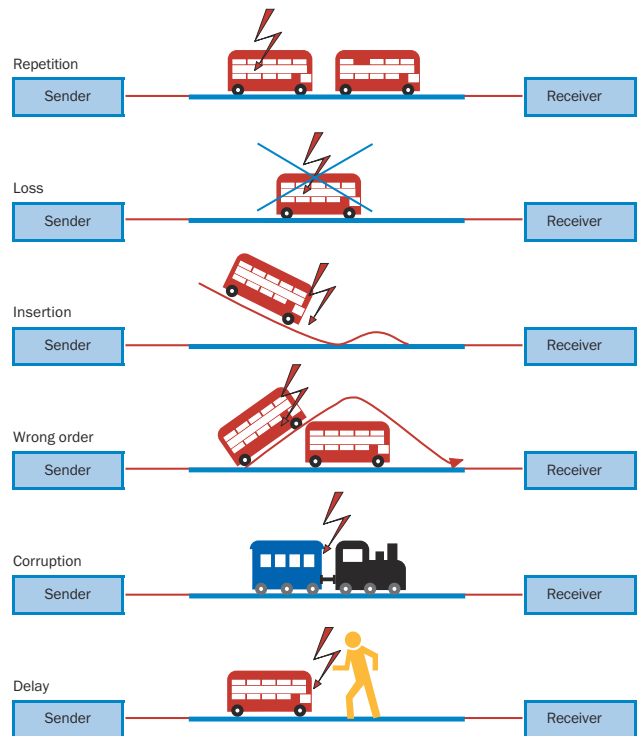 Repetition
Sender
Receiver
Loss
Sender
Receiver
Insertion
Sender
Receiver
Wrong order
Sender
Receiver
Corruption
Sender
Receiver
Delay
Sender
Receiver